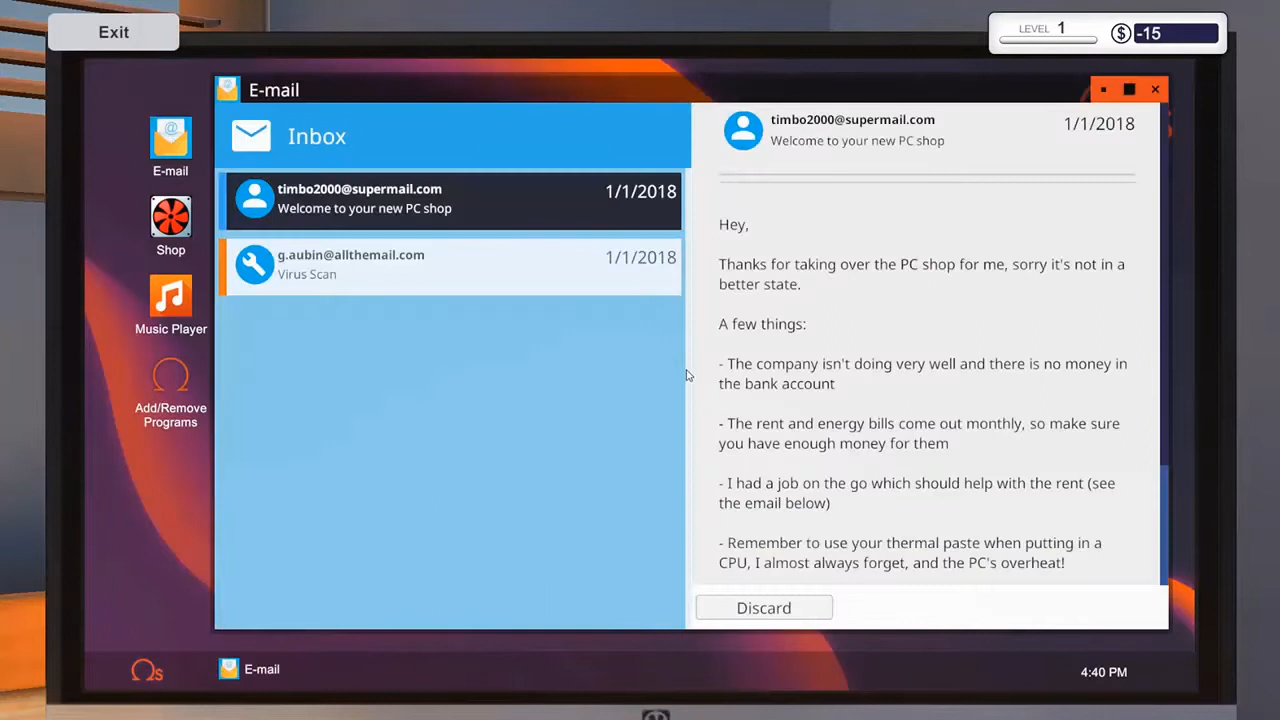 Exit
LEVEL 1
$ -15
E-mail
Inbox
timbo2000@supermail.com
1/1/2018
Welcome to your new PC shop
g.aubin@allthemail.com
1/1/2018
Virus Scan
timbo2000@supermail.com
1/1/2018
Welcome to your new PC shop
Hey,
Thanks for taking over the PC shop for me, sorry it's not in a
better state.
A few things:
- The company isn't doing very well and there is no money in
the bank account
- The rent and energy bills come out monthly, so make sure
you have enough money for them
- I had a job on the go which should help with the rent (see
the email below)
- Remember to use your thermal paste when putting in a
CPU, I almost always forget, and the PC's overheat!
Discard
E-mail
Shop
Music Player
Add/Remove
Programs
Ωs
E-mail
4:40 PM